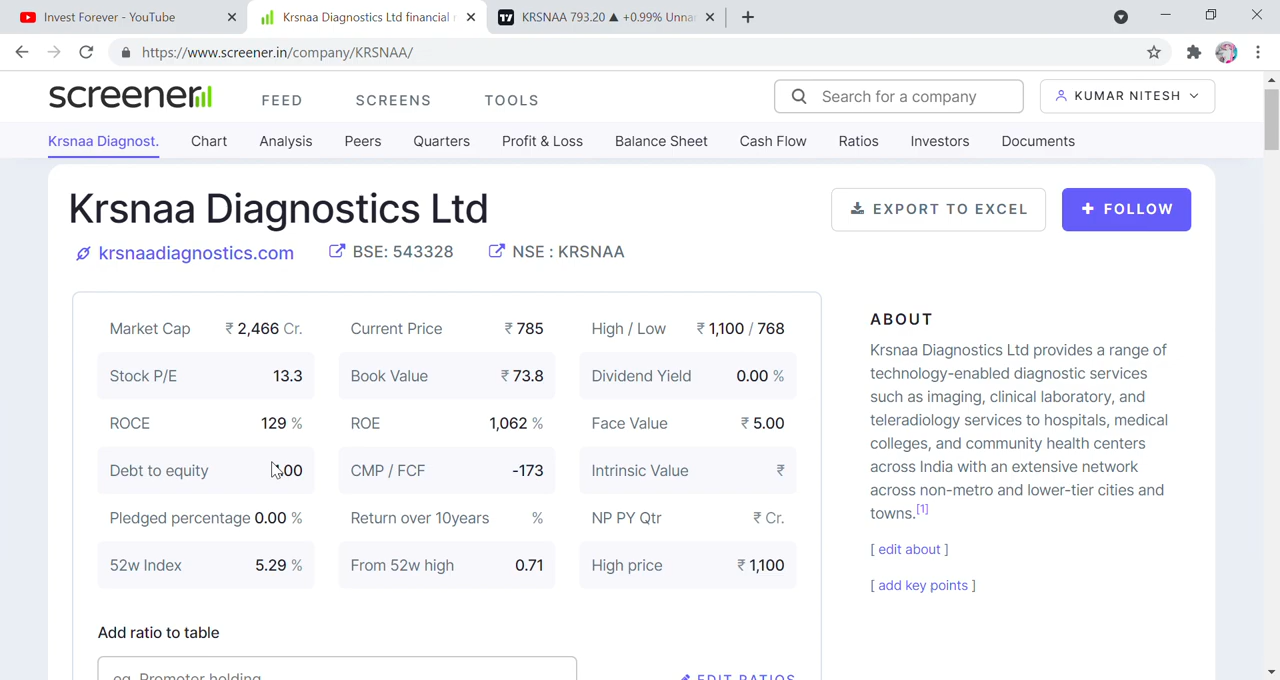 Invest Forever - YouTube
Krsnaa Diagnostics Ltd financial
KRSNAA 793.20 ▲ +0.99% Unna
https://www.screener.in/company/KRSNAA/
screener
FEED
SCREENS
TOOLS
Search for a company
KUMAR NITESH
Krsnaa Diagnost.
Chart
Analysis
Peers
Quarters
Profit & Loss
Balance Sheet
Cash Flow
Ratios
Investors
Documents
Krsnaa Diagnostics Ltd
EXPORT TO EXCEL
+ FOLLOW
krsnaadiagnostics.com
BSE: 543328
NSE : KRSNAA
Market Cap ₹ 2,466 Cr.
Current Price ₹ 785
High / Low ₹ 1,100 / 768
Stock P/E 13.3
Book Value ₹ 73.8
Dividend Yield 0.00 %
ROCE 129 %
ROE 1,062 %
Face Value ₹ 5.00
Debt to equity
CMP / FCF -173
Intrinsic Value ₹
Pledged percentage 0.00 %
Return over 10years %
NP PY Qtr ₹ Cr.
52w Index 5.29 %
From 52w high 0.71
High price ₹ 1,100
Add ratio to table
eg. Promoter holding
EDIT RATIOS
ABOUT
Krsnaa Diagnostics Ltd provides a range of
technology-enabled diagnostic services
such as imaging, clinical laboratory, and
teleradiology services to hospitals, medical
colleges, and community health centers
across India with an extensive network
across non-metro and lower-tier cities and
towns.[1]
[ edit about ]
[ add key points ]